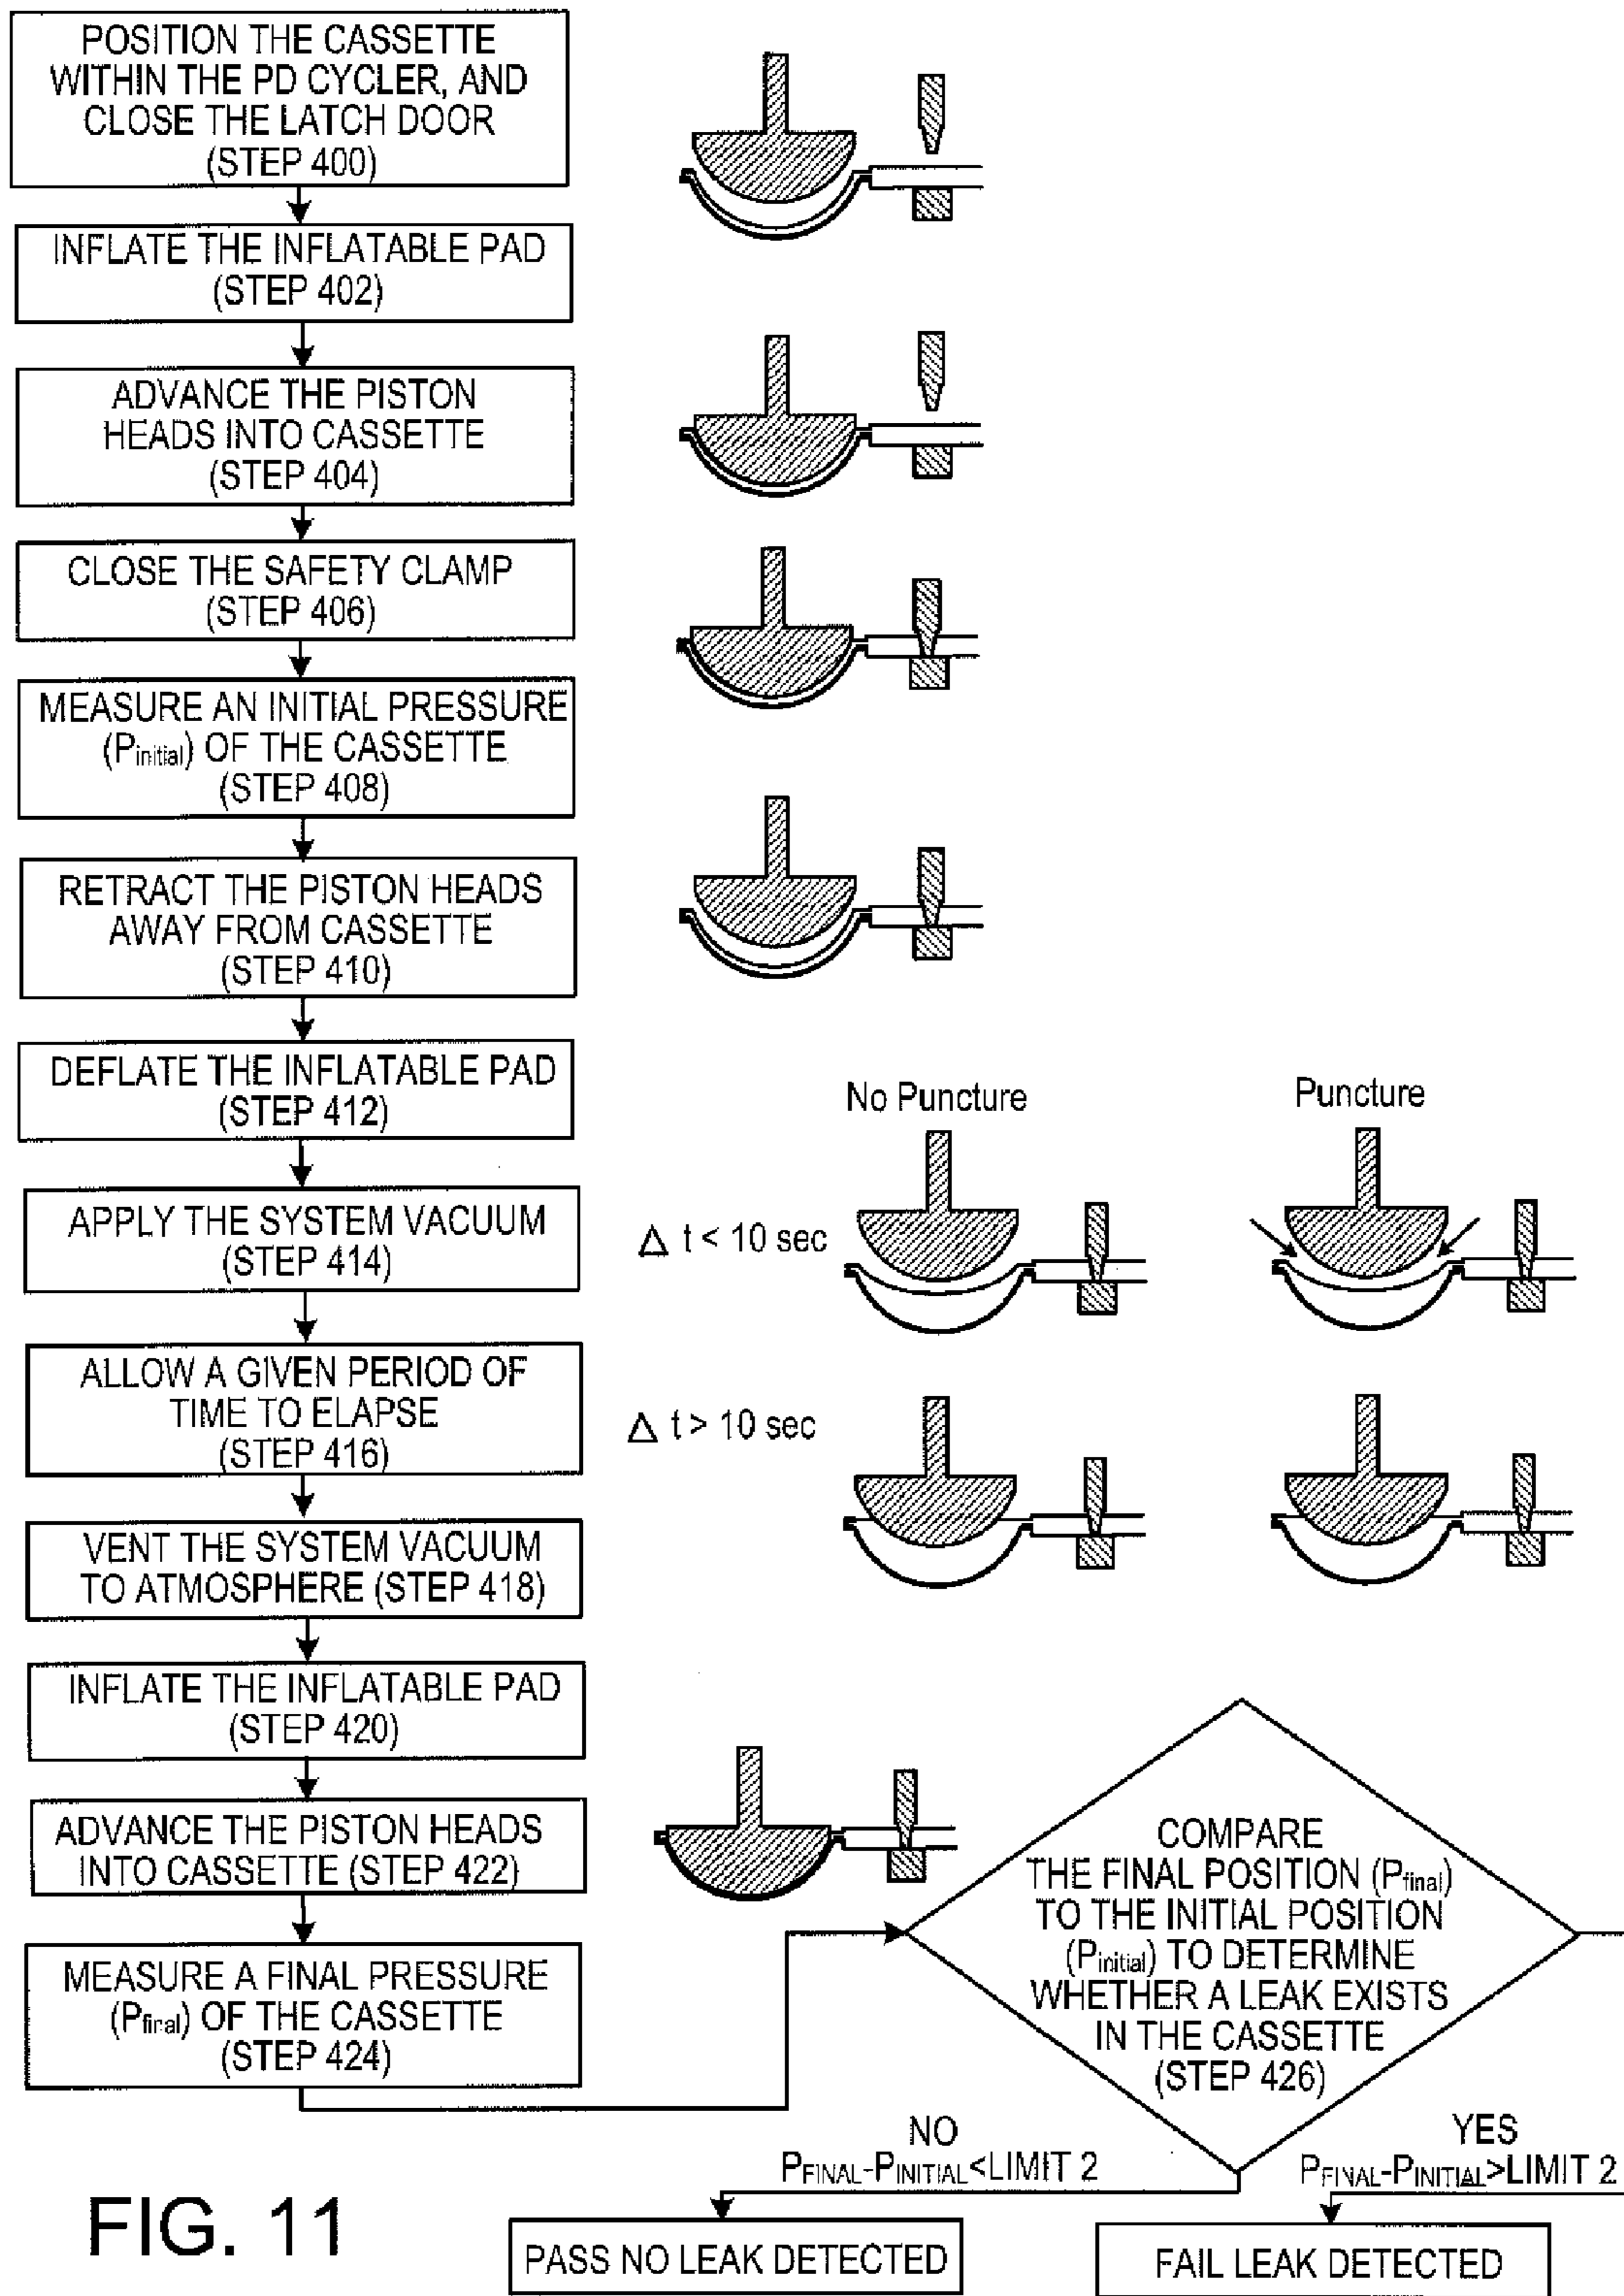 POSITION THE CASSETTE
WITHIN THE PD CYCLER, AND
CLOSE THE LATCH DOOR
(STEP 400)
INFLATE THE INFLATABLE PAD
(STEP 402)
ADVANCE THE PISTON
HEADS INTO CASSETTE
(STEP 404)
CLOSE THE SAFETY CLAMP
(STEP 406)
MEASURE AN INITIAL PRESSURE
(Pinitial) OF THE CASSETTE
(STEP 408)
RETRACT THE PISTON HEADS
AWAY FROM CASSETTE
(STEP 410)
DEFLATE THE INFLATABLE PAD
(STEP 412)
No Puncture
Puncture
APPLY THE SYSTEM VACUUM
(STEP 414)
Δ t < 10 sec
ALLOW A GIVEN PERIOD OF
TIME TO ELAPSE
(STEP 416)
Δ t > 10 sec
VENT THE SYSTEM VACUUM
TO ATMOSPHERE (STEP 418)
INFLATE THE INFLATABLE PAD
(STEP 420)
ADVANCE THE PISTON HEADS
INTO CASSETTE (STEP 422)
MEASURE A FINAL PRESSURE
(Pfinal) OF THE CASSETTE
(STEP 424)
COMPARE
THE FINAL POSITION (Pfinal)
TO THE INITIAL POSITION
(Pinitial) TO DETERMINE
WHETHER A LEAK EXISTS
IN THE CASSETTE
(STEP 426)
NO
PFINAL-PINITIAL<LIMIT 2
YES
PFINAL-PINITIAL>LIMIT 2
PASS NO LEAK DETECTED
FAIL LEAK DETECTED
FIG. 11